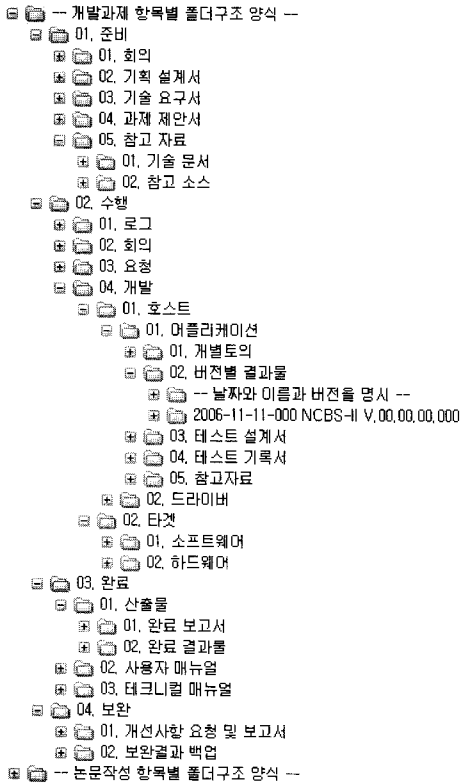 -- 개발과제 항목별 폴더구조 양식 --
01. 준비
01. 회의
02. 기획 설계서
03. 기술 요구서
04. 과제 제안서
05. 참고 자료
01. 기술 문서
02. 참고 소스
02. 수행
01. 로그
02. 회의
03. 요청
04. 개발
01. 호스트
01. 어플리케이션
01. 개별토의
02. 버전별 결과물
-- 날짜와 이름과 버전을 명시 --
2006-11-11-000 NCBS-II V.00.00.00.000
03. 테스트 설계서
04. 테스트 기록서
05. 참고자료
02. 드라이버
02. 타겟
01. 소프트웨어
02. 하드웨어
03. 완료
01. 산출물
01. 완료 보고서
02. 완료 결과물
02. 사용자 매뉴얼
03. 테크니컬 매뉴얼
04. 보완
01. 개선사항 요청 및 보고서
02. 보완결과 백업
-- 논문작성 항목별 폴더구조 양식 --